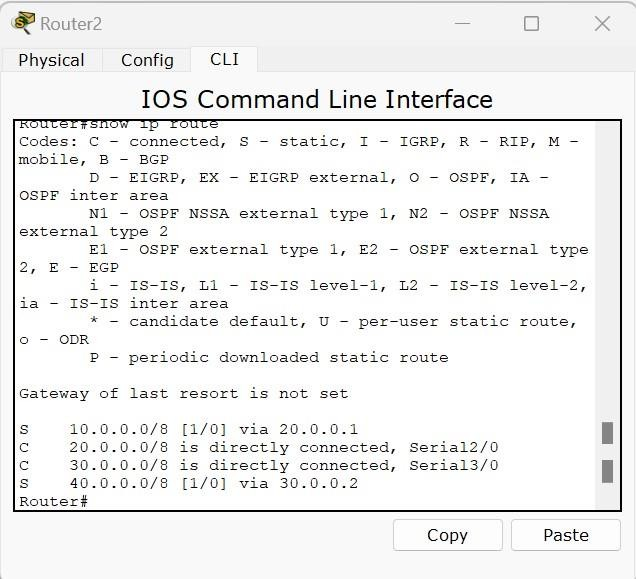 Router2
Physical Config CLI
IOS Command Line Interface
Router#show ip route
Codes: C - connected, S - static, I - IGRP, R - RIP, M -
mobile, B - BGP
D - EIGRP, EX - EIGRP external, O - OSPF, IA -
OSPF inter area
N1 - OSPF NSSA external type 1, N2 - OSPF NSSA
external type 2
E1 - OSPF external type 1, E2 - OSPF external type
2, E - EGP
i - IS-IS, L1 - IS-IS level-1, L2 - IS-IS level-2,
ia - IS-IS inter area
* - candidate default, U - per-user static route,
o - ODR
P - periodic downloaded static route
Gateway of last resort is not set
S 10.0.0.0/8 [1/0] via 20.0.0.1
C 20.0.0.0/8 is directly connected, Serial2/0
C 30.0.0.0/8 is directly connected, Serial3/0
S 40.0.0.0/8 [1/0] via 30.0.0.2
Router#
Copy Paste